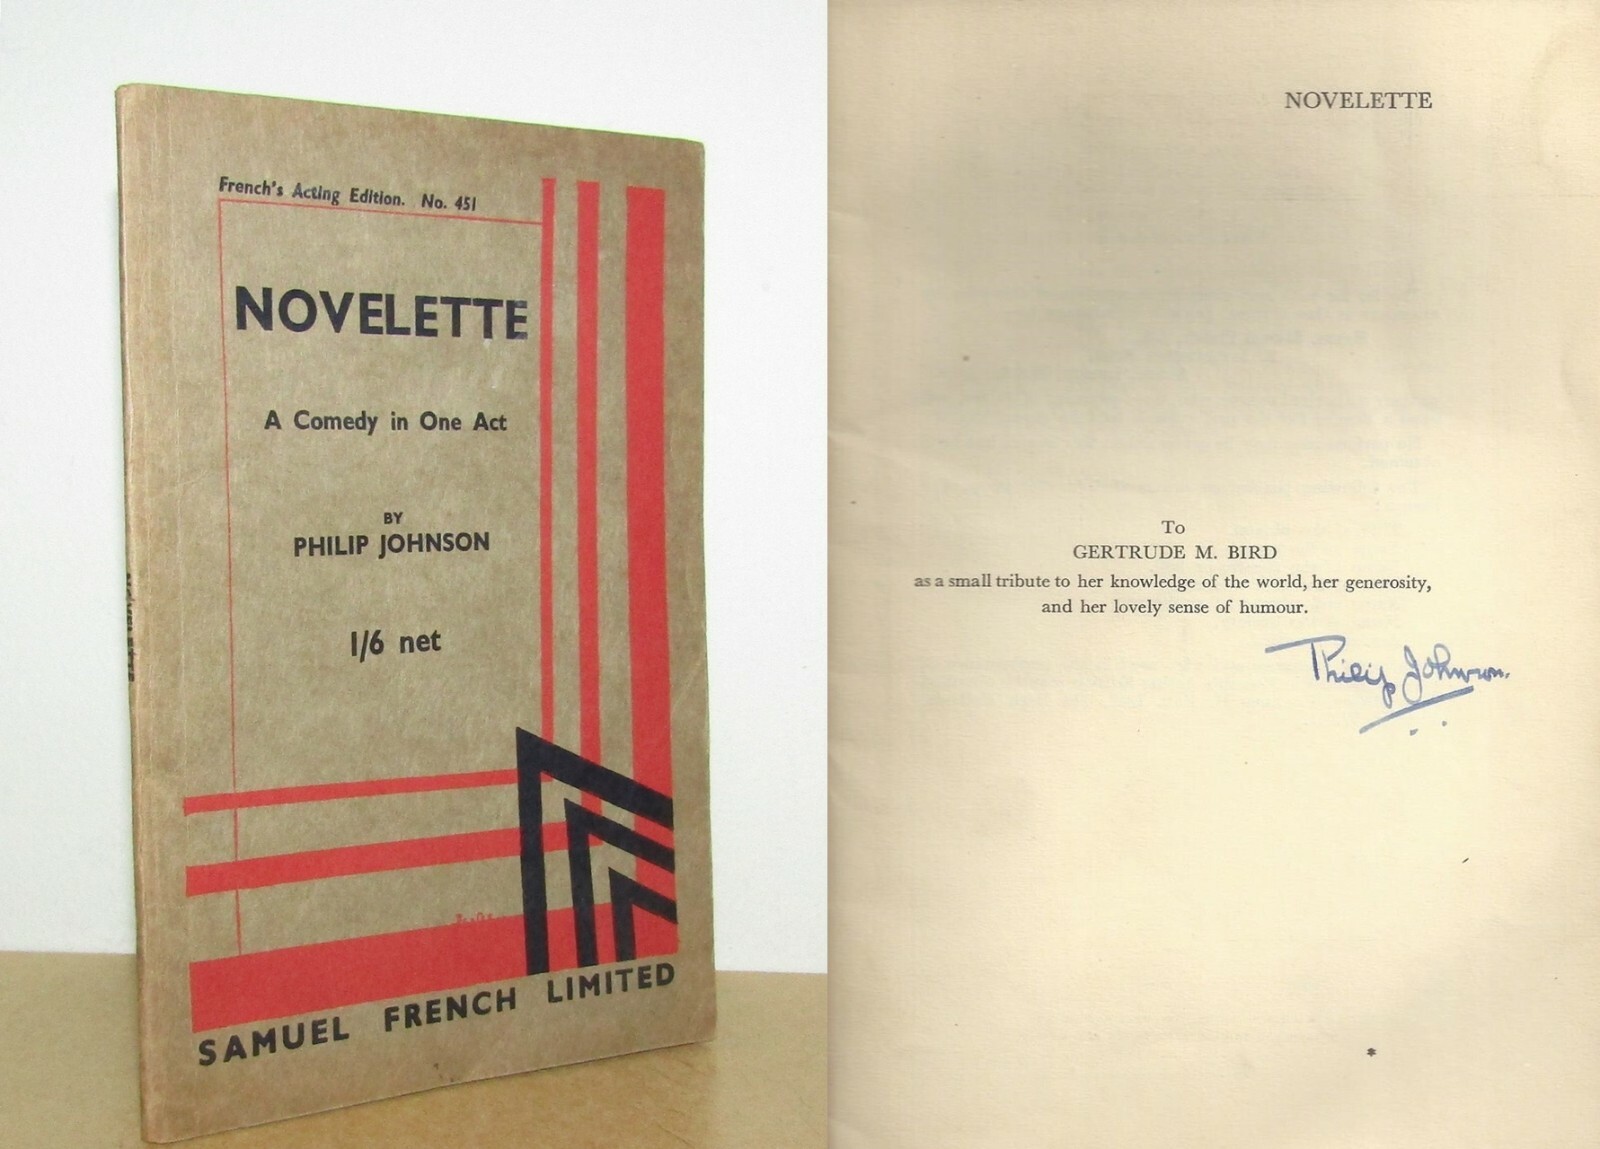 French's Acting Edition. No. 451
NOVELETTE
A Comedy in One Act
BY
PHILIP JOHNSON
1/6 net
SAMUEL FRENCH LIMITED
NOVELETTE
NOVELETTE
To
GERTRUDE M. BIRD
as a small tribute to her knowledge of the world, her generosity,
and her lovely sense of humour.
Philip Johnson.
*